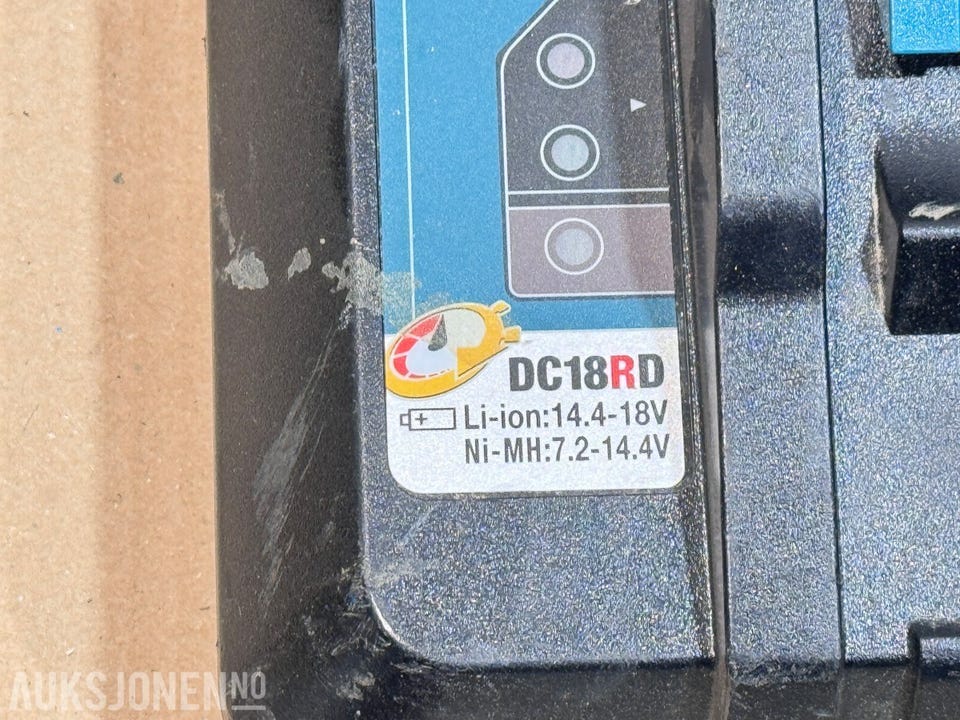 DC18RD
Li-ion:14.4-18V
Ni-MH:7.2-14.4V
AUKSJONEN NO